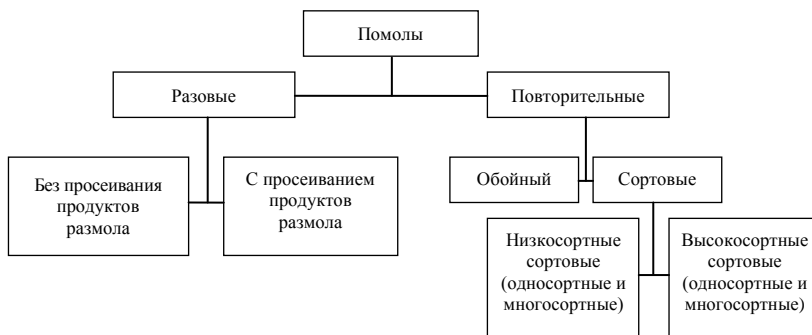 Помолы
Разовые
Повторительные
Без просеивания
продуктов
размола
С просеиванием
продуктов
размола
Обойный
Сортовые
Низкосортные
сортовые
(односортные и
многосортные)
Высокосортные
сортовые
(односортные и
многосортные)